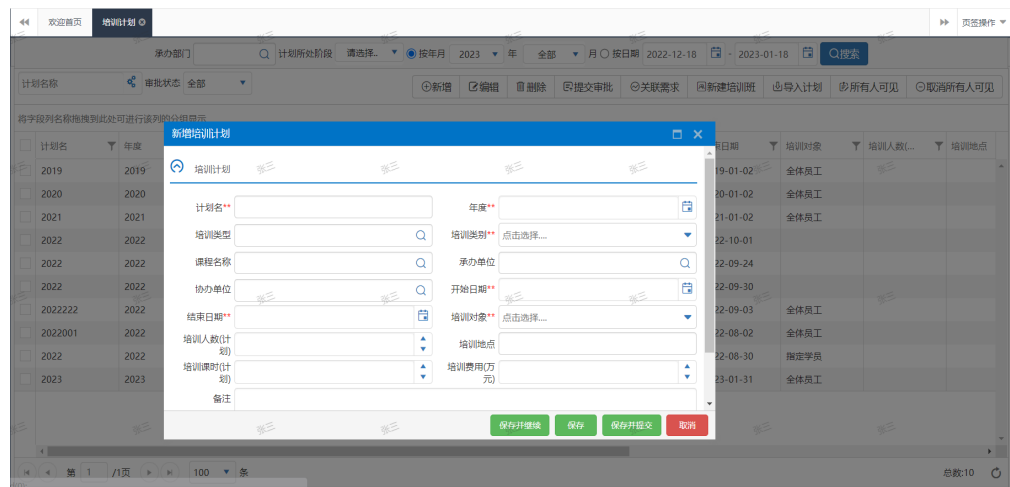 欢迎首页 培训计划 页签操作
承办部门 计划所处阶段 请选择.. 按年月 2023 年 全部 月 按日期 2022-12-18 - 2023-01-18 搜索
计划名称 审批状态 全部 新增 编辑 删除 提交审批 关联需求 新建培训班 导入计划 所有人可见 取消所有人可见
将字段列名称拖拽到此处可进行该列的分组显示
新增培训计划
计划名 年度 日期 培训对象 培训人数(... 培训地点
培训计划 张三 张三 张三 张三
2019 2019 19-01-02 全体员工
2020 2020 20-01-02 全体员工
2021 2021 21-01-02 全体员工
2022 2022 22-10-01
2022 2022 22-09-24
2022 2022 22-09-30
2022222 2022 22-09-03 全体员工
2022001 2022 22-08-02 全体员工
2022 2022 22-08-30 指定学员
2023 2023 23-01-31 全体员工
计划名** 年度**
培训类型 培训类别** 点击选择....
课程名称 承办单位
协办单位 开始日期**
结束日期** 培训对象** 点击选择....
培训人数(计划) 培训地点
培训课时(计划) 培训费用(万元)
备注
保存并继续 保存 保存并提交 取消
第 1 /1页 100 条 总数:10